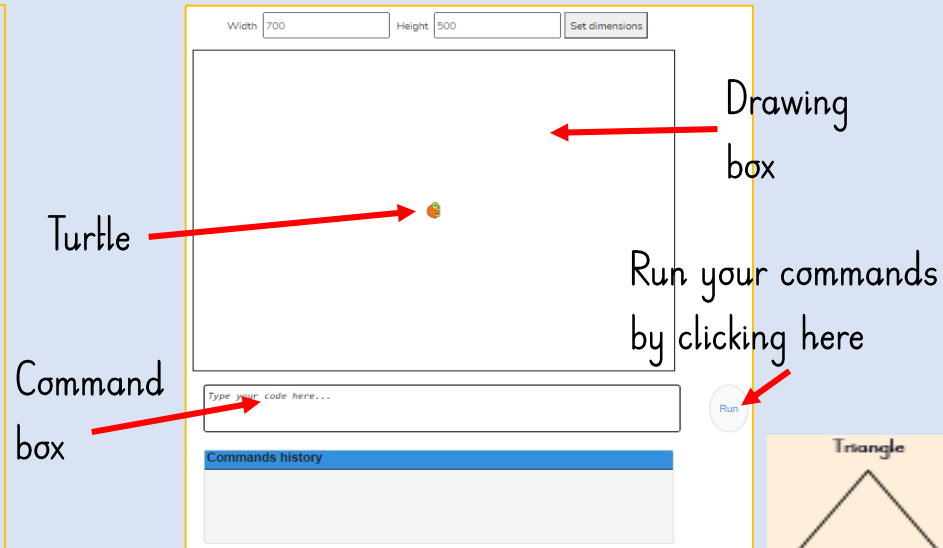 Width 700 Height 500 Set dimensions
Drawing
box
Turtle
Run your commands
by clicking here
Command
box
Type your code here...
Run
Commands history
Triangle